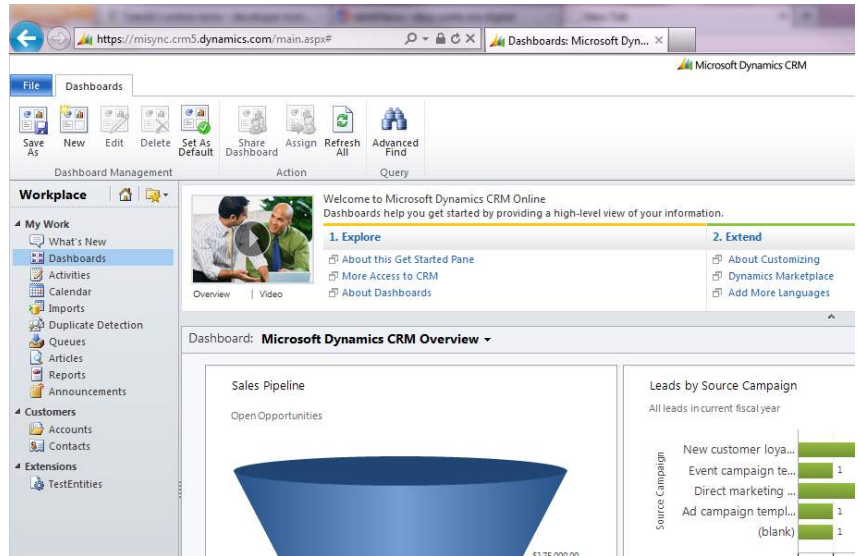 https://misync.crm5.dynamics.com/main.aspx#
Dashboards: Microsoft Dyn...
Microsoft Dynamics CRM
File Dashboards
Save As
New
Edit
Delete
Set As Default
Share Dashboard
Assign
Refresh All
Advanced Find
Dashboard Management
Action
Query
Workplace
My Work
What's New
Dashboards
Activities
Calendar
Imports
Duplicate Detection
Queues
Articles
Reports
Announcements
Customers
Accounts
Contacts
Extensions
TestEntities
Welcome to Microsoft Dynamics CRM Online
Dashboards help you get started by providing a high-level view of your information.
Overview | Video
1. Explore
About this Get Started Pane
More Access to CRM
About Dashboards
2. Extend
About Customizing
Dynamics Marketplace
Add More Languages
Dashboard: Microsoft Dynamics CRM Overview
Sales Pipeline
Open Opportunities
Leads by Source Campaign
All leads in current fiscal year
Source Campaign
New customer loya...
Event campaign te... 1
Direct marketing ...
Ad campaign templ... 1
(blank) 1